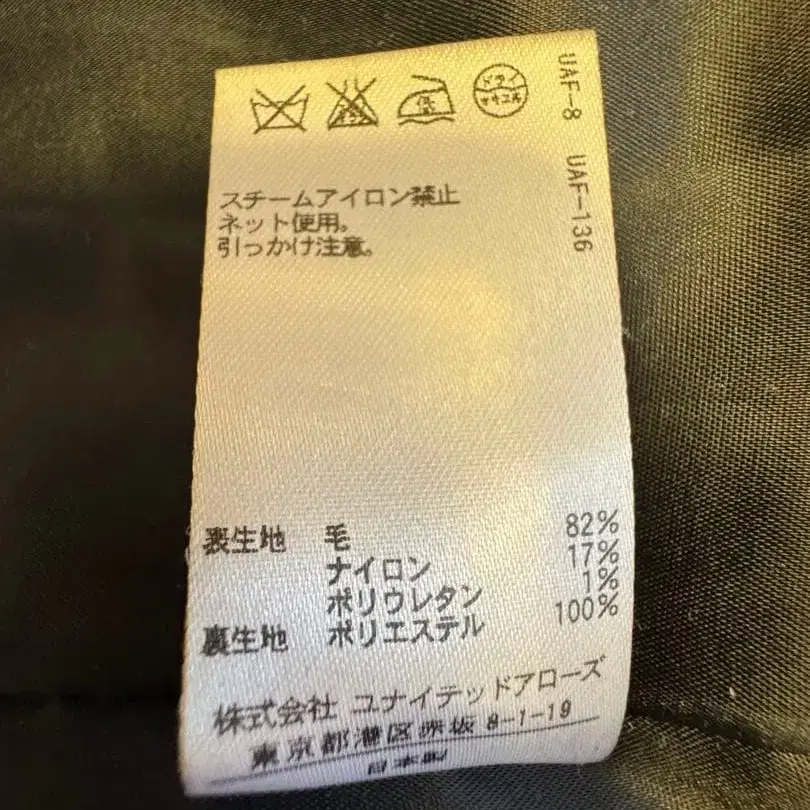 UAF-8 UAF-136
低
ドライ
セキユ系
スチームアイロン禁止
ネット使用。
引っかけ注意。
表生地 毛 82%
ナイロン 17%
ポリウレタン 1%
裏生地 ポリエステル 100%
株式会社 ユナイテッドアローズ
東京都港区赤坂 8-1-19
日本製